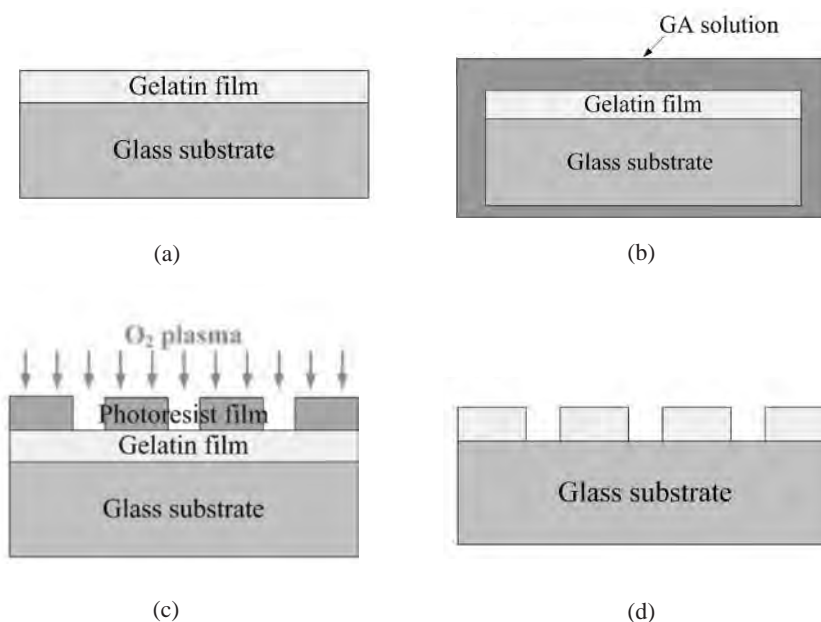 GA solution
Gelatin film
Glass substrate
Gelatin film
Glass substrate
(a)
(b)
O₂ plasma
Photoresist film
Gelatin film
Glass substrate
Glass substrate
(c)
(d)